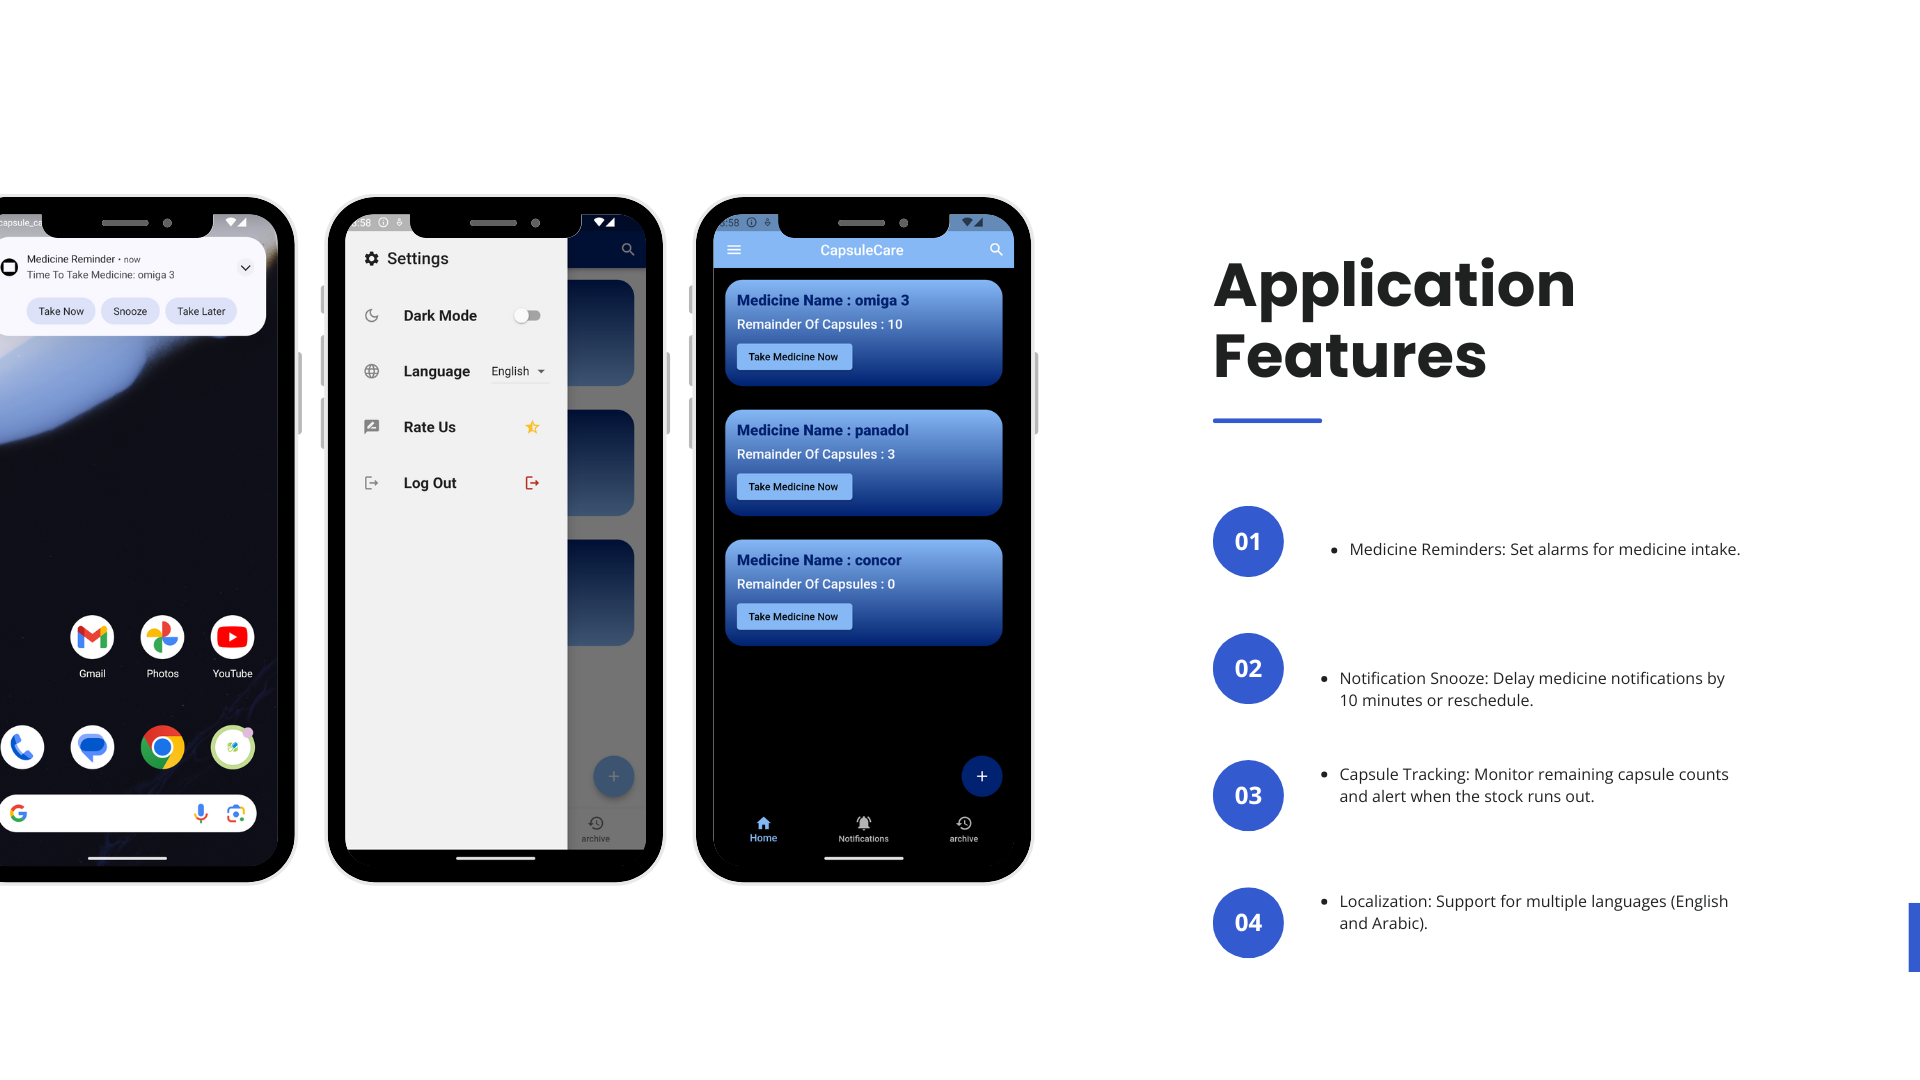 capsule_ca
Medicine Reminder • now
Time To Take Medicine: omiga 3
Take Now
Snooze
Take Later
Gmail
Photos
YouTube
:58
Settings
Dark Mode
Language
English
Rate Us
Log Out
archive
:58
CapsuleCare
Medicine Name : omiga 3
Remainder Of Capsules : 10
Take Medicine Now
Medicine Name : panadol
Remainder Of Capsules : 3
Take Medicine Now
Medicine Name : concor
Remainder Of Capsules : 0
Take Medicine Now
Home
Notifications
archive
Application
Features
01
• Medicine Reminders: Set alarms for medicine intake.
02
• Notification Snooze: Delay medicine notifications by
10 minutes or reschedule.
03
• Capsule Tracking: Monitor remaining capsule counts
and alert when the stock runs out.
04
• Localization: Support for multiple languages (English
and Arabic).